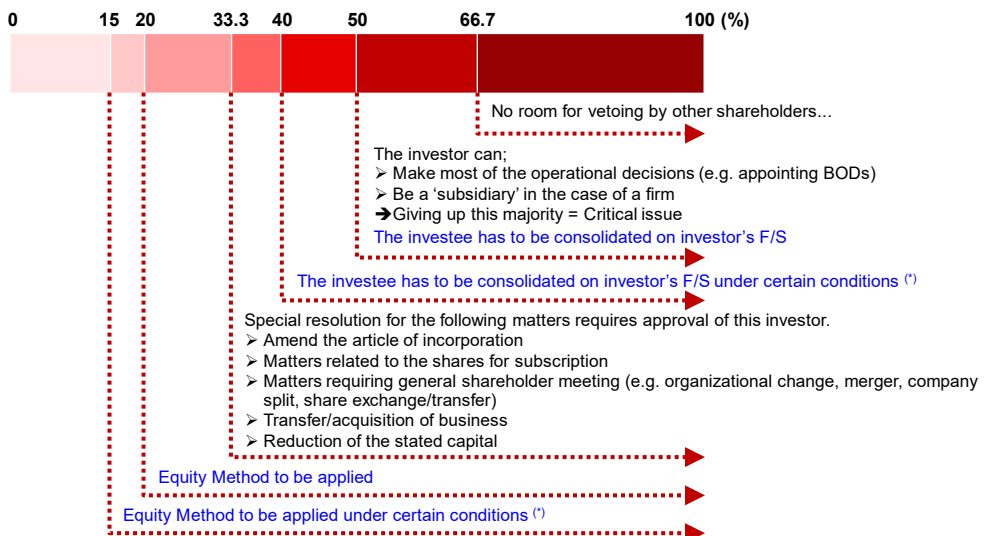 0 15 20 33.3 40 50 66.7 100 (%)
No room for vetoing by other shareholders...
The investor can;
➢ Make most of the operational decisions (e.g. appointing BODs)
➢ Be a ‘subsidiary’ in the case of a firm
➔Giving up this majority = Critical issue
The investee has to be consolidated on investor’s F/S
The investee has to be consolidated on investor’s F/S under certain conditions (*)
Special resolution for the following matters requires approval of this investor.
➢ Amend the article of incorporation
➢ Matters related to the shares for subscription
➢ Matters requiring general shareholder meeting (e.g. organizational change, merger, company
split, share exchange/transfer)
➢ Transfer/acquisition of business
➢ Reduction of the stated capital
Equity Method to be applied
Equity Method to be applied under certain conditions (*)